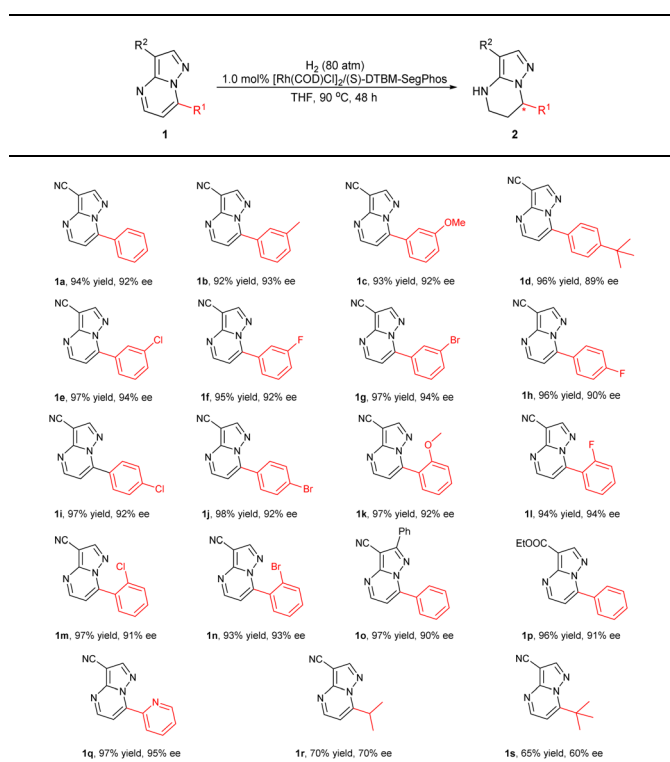 R² R²
N N
N N
R¹
1
H₂ (80 atm)
1.0 mol% [Rh(COD)Cl]₂/(S)-DTBM-SegPhos
THF, 90 °C, 48 h
HN N
N
* R¹
2
NC NC NC NC
N N N N N N N N
N N N N
OMe
1a, 94% yield, 92% ee 1b, 92% yield, 93% ee 1c, 93% yield, 92% ee 1d, 96% yield, 89% ee
NC NC NC NC
N N N N N N N N
N N N N
Cl F Br F
1e, 97% yield, 94% ee 1f, 95% yield, 92% ee 1g, 97% yield, 94% ee 1h, 96% yield, 90% ee
NC NC NC NC
N N N N N N N N
N N N N
Cl Br O F
1i, 97% yield, 92% ee 1j, 98% yield, 92% ee 1k, 97% yield, 92% ee 1l, 94% yield, 94% ee
NC NC NC Ph EtOOC
N N N N N N N N
N N N N
Cl Br
1m, 97% yield, 91% ee 1n, 93% yield, 93% ee 1o, 97% yield, 90% ee 1p, 96% yield, 91% ee
NC NC NC
N N N N N N
N N N
N
1q, 97% yield, 95% ee 1r, 70% yield, 70% ee 1s, 65% yield, 60% ee